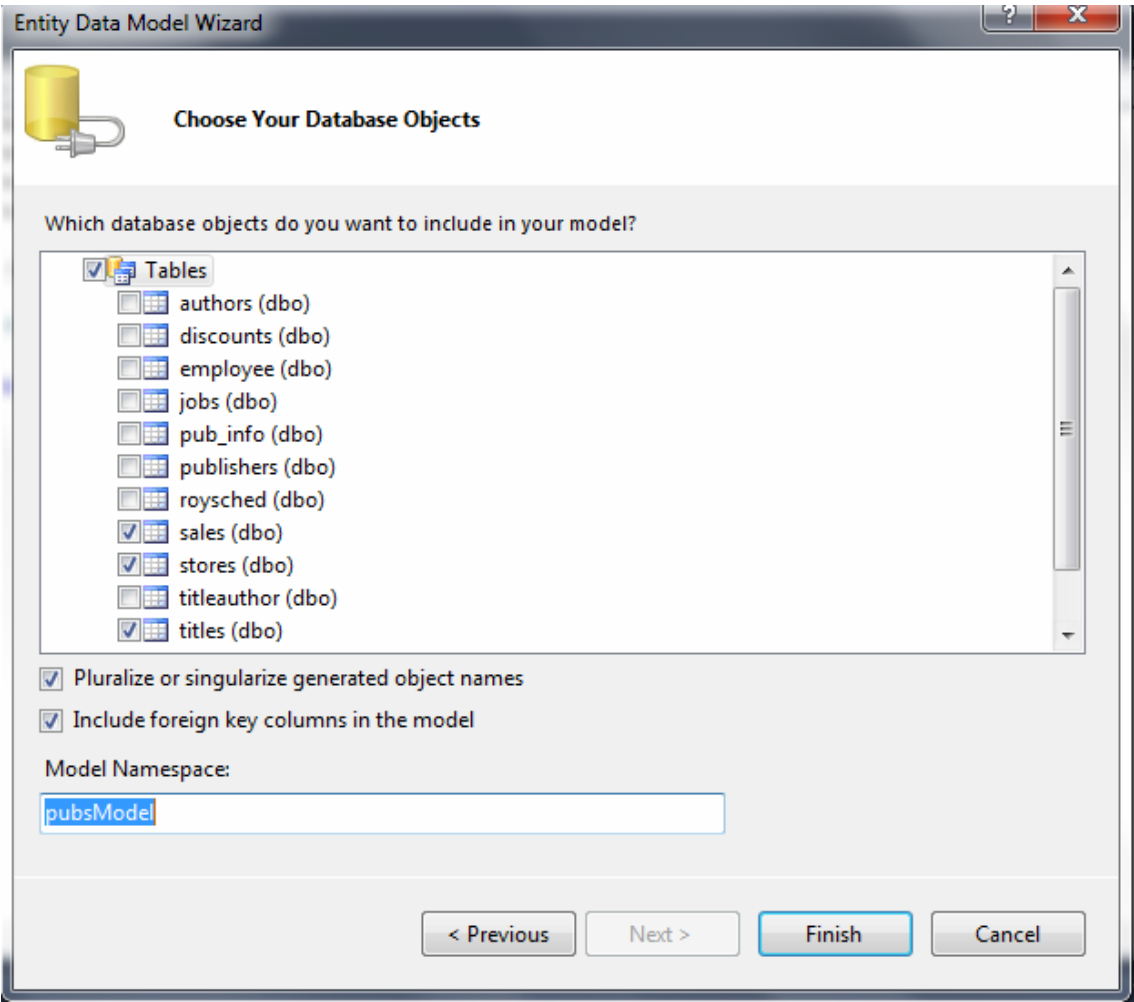 Entity Data Model Wizard
?
X
Choose Your Database Objects
Which database objects do you want to include in your model?
Tables
authors (dbo)
discounts (dbo)
employee (dbo)
jobs (dbo)
pub_info (dbo)
publishers (dbo)
roysched (dbo)
sales (dbo)
stores (dbo)
titleauthor (dbo)
titles (dbo)
Pluralize or singularize generated object names
Include foreign key columns in the model
Model Namespace:
pubsModel
< Previous
Next >
Finish
Cancel